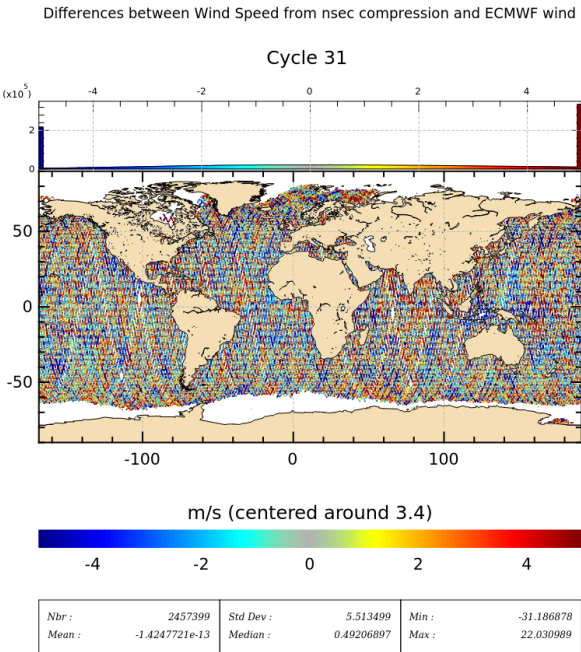 Differences between Wind Speed from nsec compression and ECMWF wind
Cycle 31
-4 -2 0 2 4
(x10^5)
2
0
50
0
-50
-100 0 100
m/s (centered around 3.4)
-4 -2 0 2 4
Nbr : 2457399 Std Dev : 5.513499 Min : -31.186878
Mean : -1.4247721e-13 Median : 0.49206897 Max : 22.030989